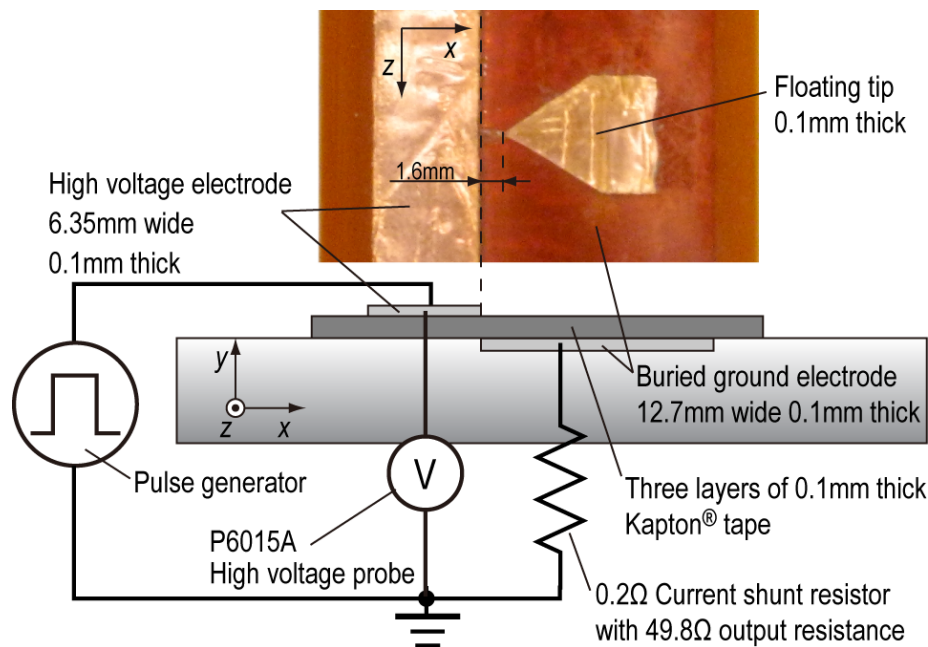 x
z
Floating tip
0.1mm thick
1.6mm
High voltage electrode
6.35mm wide
0.1mm thick
y
z
x
Buried ground electrode
12.7mm wide 0.1mm thick
V
Pulse generator
Three layers of 0.1mm thick
Kapton® tape
P6015A
High voltage probe
0.2Ω Current shunt resistor
with 49.8Ω output resistance